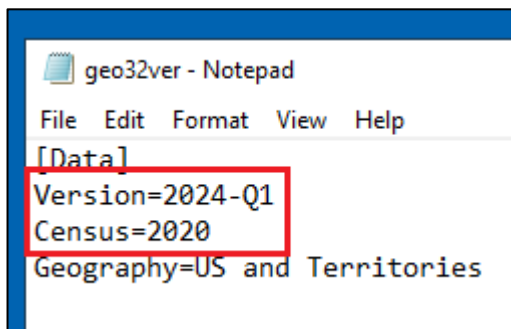 geo32ver - Notepad
File Edit Format View Help
[Data]
Version=2024-Q1
Census=2020
Geography=US and Territories